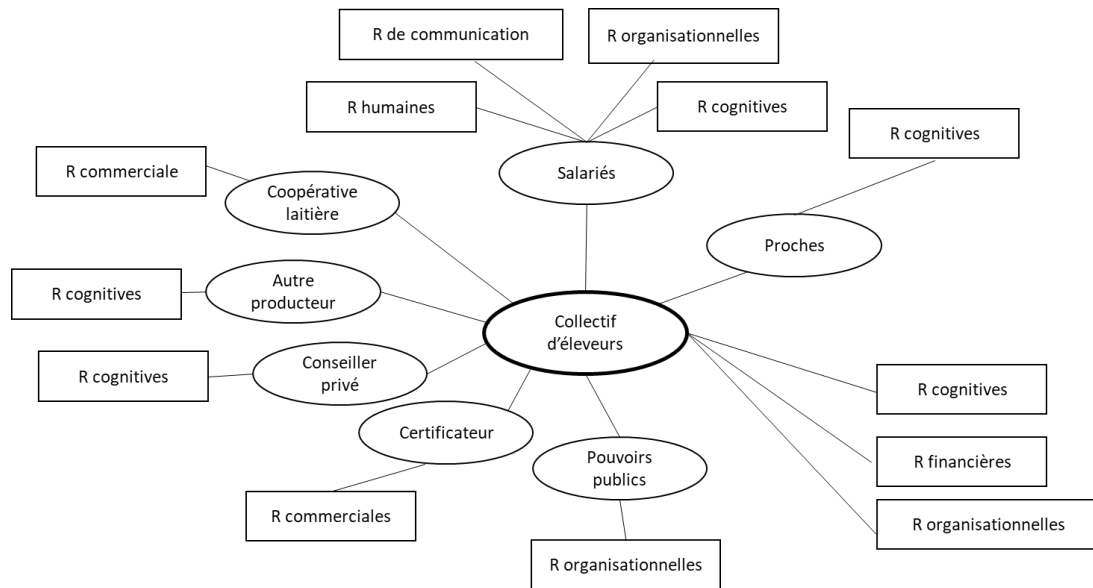 R de communication
R organisationnelles
R humaines
R cognitives
R cognitives
R commerciale
Coopérative
laitière
Salariés
Proches
R cognitives
Autre
producteur
Collectif
d’éleveurs
R cognitives
Conseiller
privé
R cognitives
Certificateur
Pouvoirs
publics
R financières
R commerciales
R organisationnelles
R organisationnelles